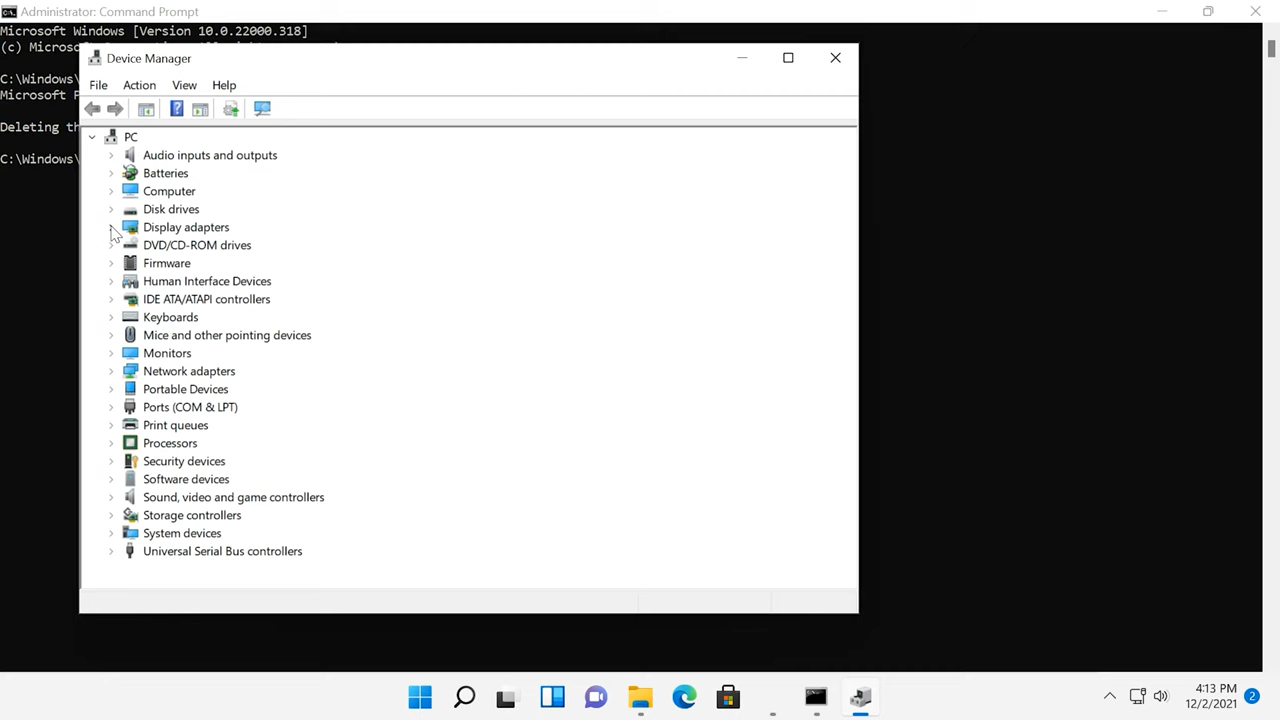 Administrator: Command Prompt
Microsoft Windows [Version 10.0.22000.318]
(c) Microso
Device Manager
C:\Windows\
File Action View Help
Microsoft P
Deleting th
C:\Windows\
PC
Audio inputs and outputs
Batteries
Computer
Disk drives
Display adapters
DVD/CD-ROM drives
Firmware
Human Interface Devices
IDE ATA/ATAPI controllers
Keyboards
Mice and other pointing devices
Monitors
Network adapters
Portable Devices
Ports (COM & LPT)
Print queues
Processors
Security devices
Software devices
Sound, video and game controllers
Storage controllers
System devices
Universal Serial Bus controllers
4:13 PM
12/2/2021
2